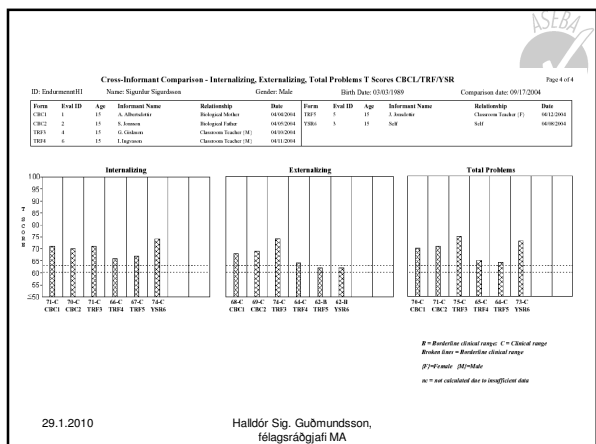 ASEBA
Cross-Informant Comparison - Internalizing, Externalizing, Total Problems T Scores CBCL/TRF/YSR
Page 4 of 4
ID: EndurmenntHI Name: Sigurdur Sigurdsson Gender: Male Birth Date: 03/03/1989 Comparison date: 09/17/2004
Form Eval ID Age Informant Name Relationship Date Form Eval ID Age Informant Name Relationship Date
CBC1 1 15 A. Albertsdottir Biological Mother 04/04/2004 TRF5 5 15 J. Jonsdottir Classroom Teacher {F} 04/12/2004
CBC2 2 15 S. Jonsson Biological Father 04/05/2004 YSR6 3 15 Self Self 04/08/2004
TRF3 4 15 G. Gislason Classroom Teacher {M} 04/10/2004
TRF4 6 15 I. Ingvason Classroom Teacher {M} 04/11/2004
Internalizing Externalizing Total Problems
T Score
100
95
90
85
80
75
70
65
60
55
≤50
71-C 70-C 71-C 66-C 67-C 74-C
CBC1 CBC2 TRF3 TRF4 TRF5 YSR6
68-C 69-C 74-C 64-C 62-B 62-B
CBC1 CBC2 TRF3 TRF4 TRF5 YSR6
70-C 71-C 75-C 65-C 64-C 73-C
CBC1 CBC2 TRF3 TRF4 TRF5 YSR6
B = Borderline clinical range; C = Clinical range
Broken lines = Borderline clinical range
{F}=Female {M}=Male
nc = not calculated due to insufficient data
29.1.2010
Halldór Sig. Guðmundsson,
félagsráðgjafi MA